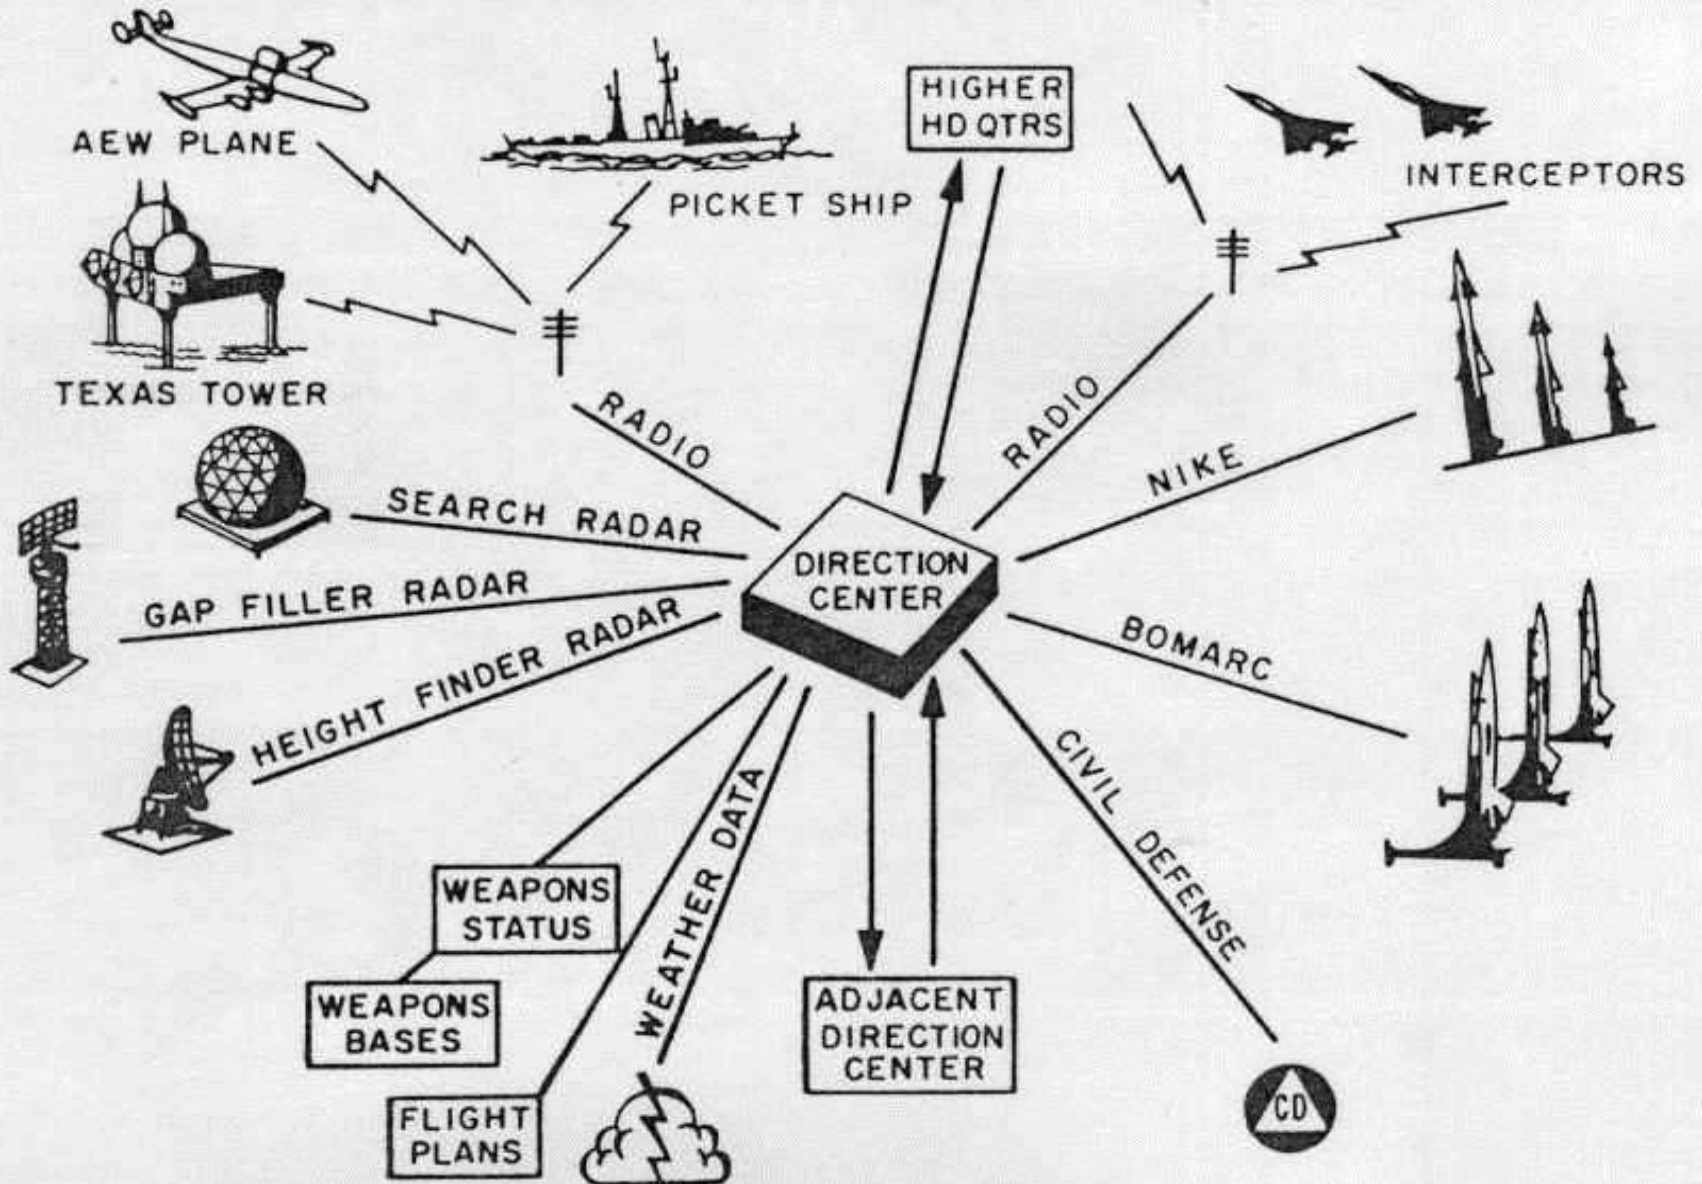 HIGHER
HD QTRS
AEW PLANE
PICKET SHIP
INTERCEPTORS
TEXAS TOWER
RADIO
RADIO
NIKE
SEARCH RADAR
GAP FILLER RADAR
HEIGHT FINDER RADAR
DIRECTION
CENTER
BOMARC
CIVIL DEFENSE
WEATHER DATA
WEAPONS
STATUS
WEAPONS
BASES
FLIGHT
PLANS
ADJACENT
DIRECTION
CENTER
CD